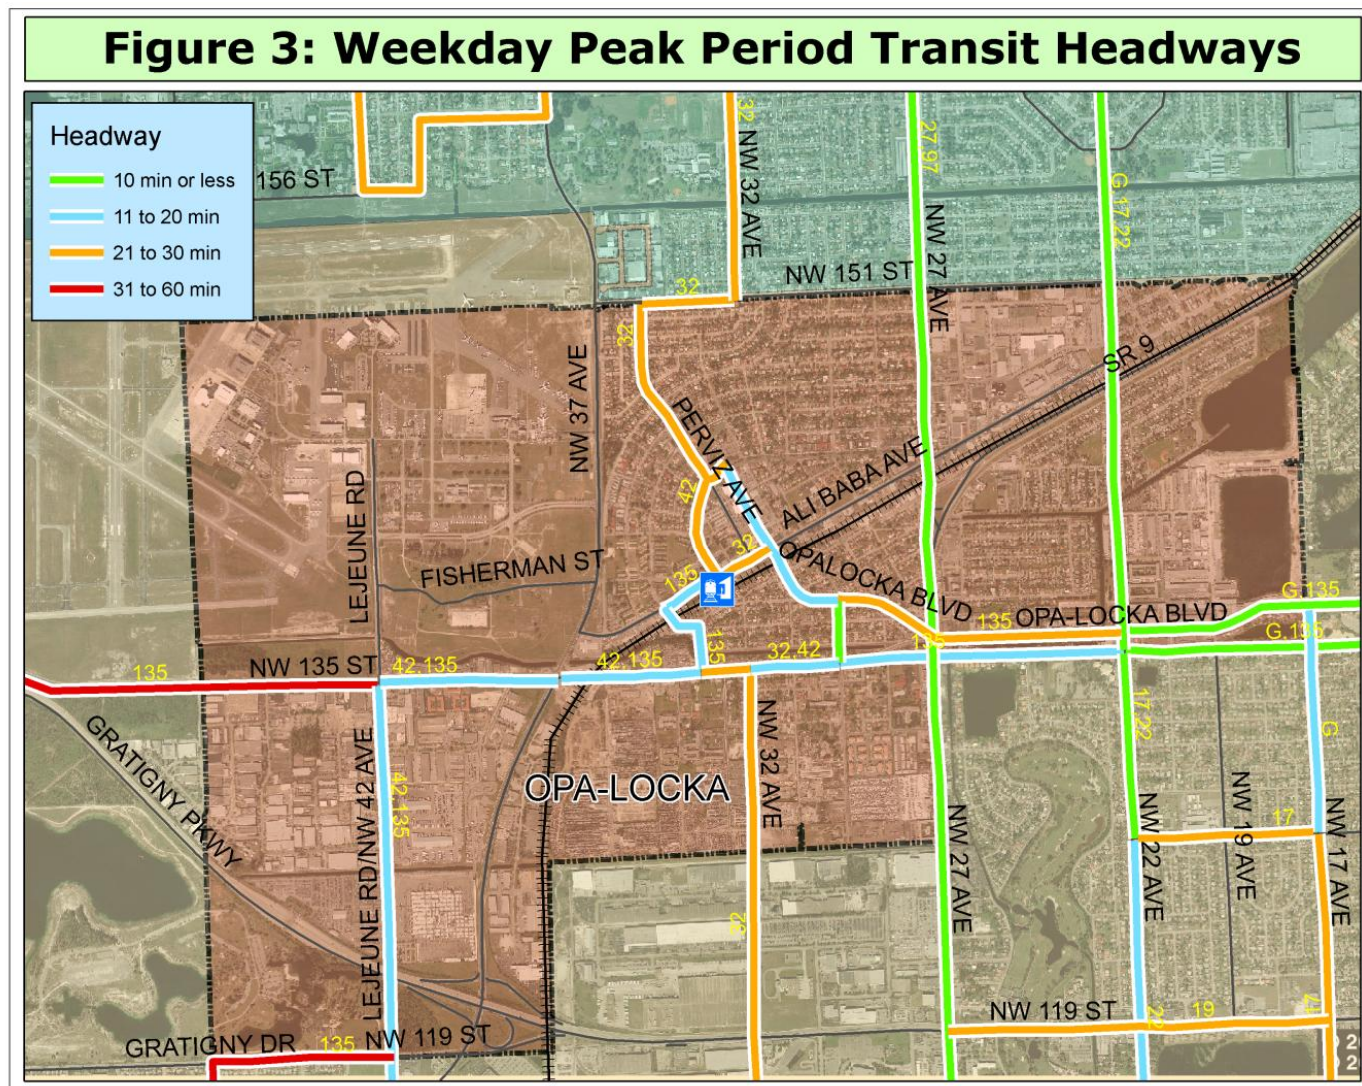 Figure 3: Weekday Peak Period Transit Headways
Headway
10 min or less
11 to 20 min
21 to 30 min
31 to 60 min
156 ST
32
NW 32 AVE
27,97
NW 27 AVE
G,17,22
NW 151 ST
32
32
NW 37 AVE
PERVIZ AVE
SR 9
ALI BABA AVE
LEJEUNE RD
42
32
FISHERMAN ST
135
OPALOCKA BLVD
135
OPA-LOCKA BLVD
G,135
G,135
135
NW 135 ST
42,135
42,135
135
32,42
135
17,22
G
GRATIGNY PKWY
LEJEUNE RD/NW 42 AVE
42,135
OPA-LOCKA
NW 32 AVE
32
NW 27 AVE
NW 22 AVE
NW 19 AVE
17
NW 17 AVE
NW 119 ST
19
17
22
GRATIGNY DR
135
NW 119 ST